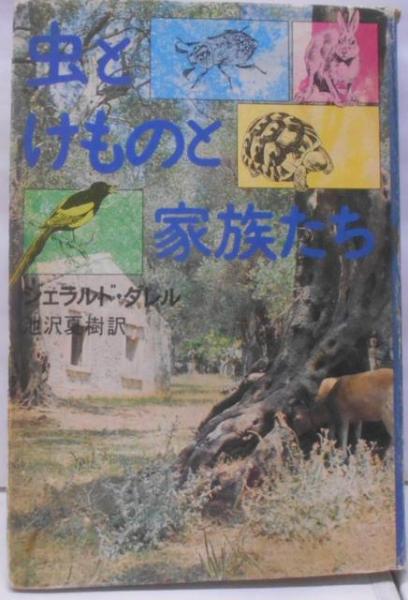 虫と
けものと
家族たち
ジェラルド・ダレル
池沢夏樹訳